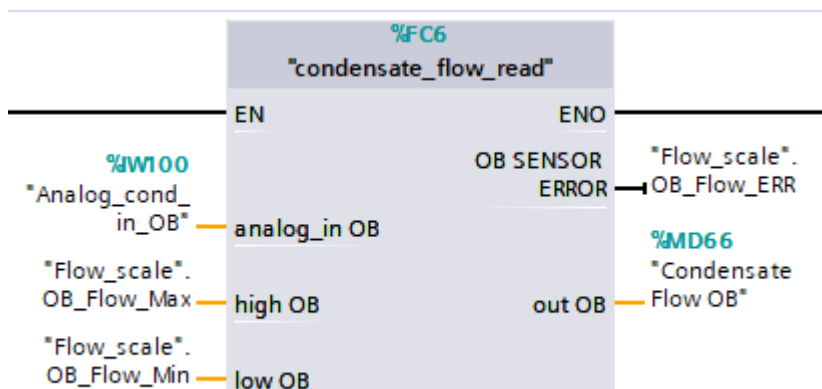 %FC6
"condensate_flow_read"
EN
ENO
%IW100
"Analog_cond_
in_OB"
analog_in OB
OB SENSOR
ERROR
"Flow_scale".
OB_Flow_ERR
"Flow_scale".
OB_Flow_Max
high OB
out OB
%MD66
"Condensate
Flow OB"
"Flow_scale".
OB_Flow_Min
low OB